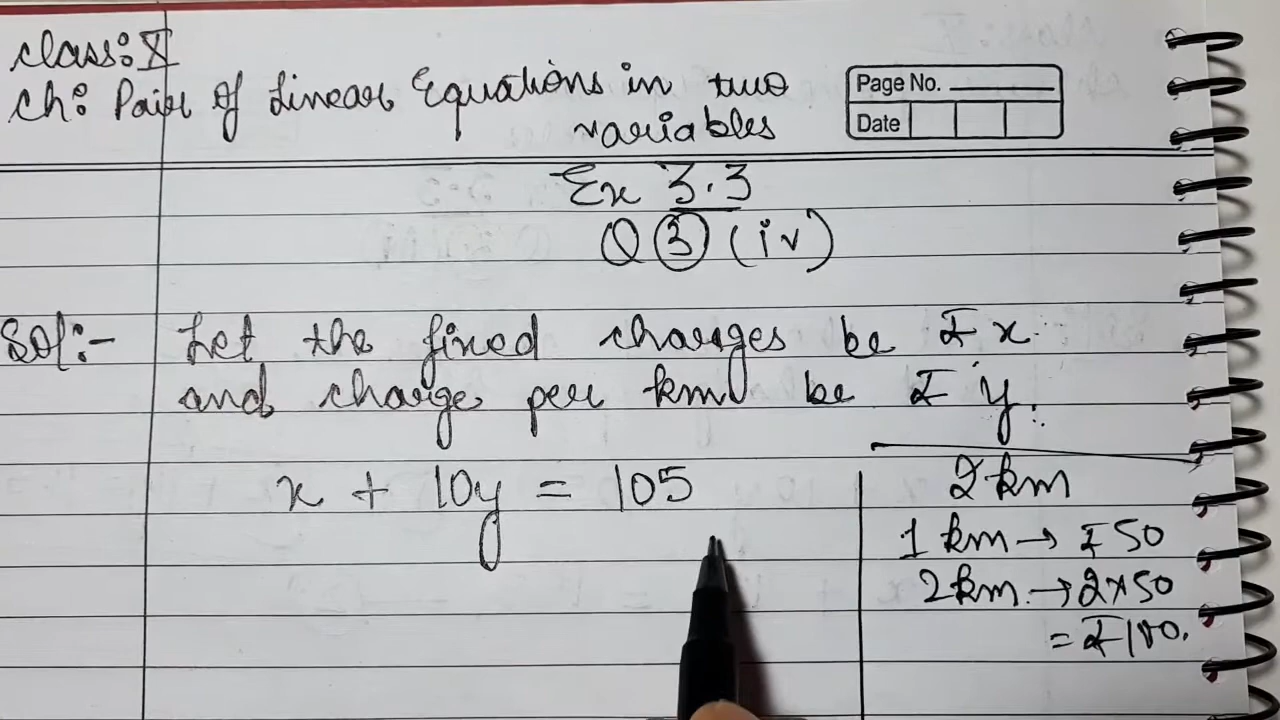 Class: X
Ch: Pair Of Linear Equations in two
variables
Page No.
Date
Ex 3.3
Q 3 (iv)
Sol:- Let the fixed charges be ₹ x
and charge per km be ₹ y.
x + 10y = 105
2 km
1 km → ₹ 50
2 km → 2 × 50
= ₹ 100.